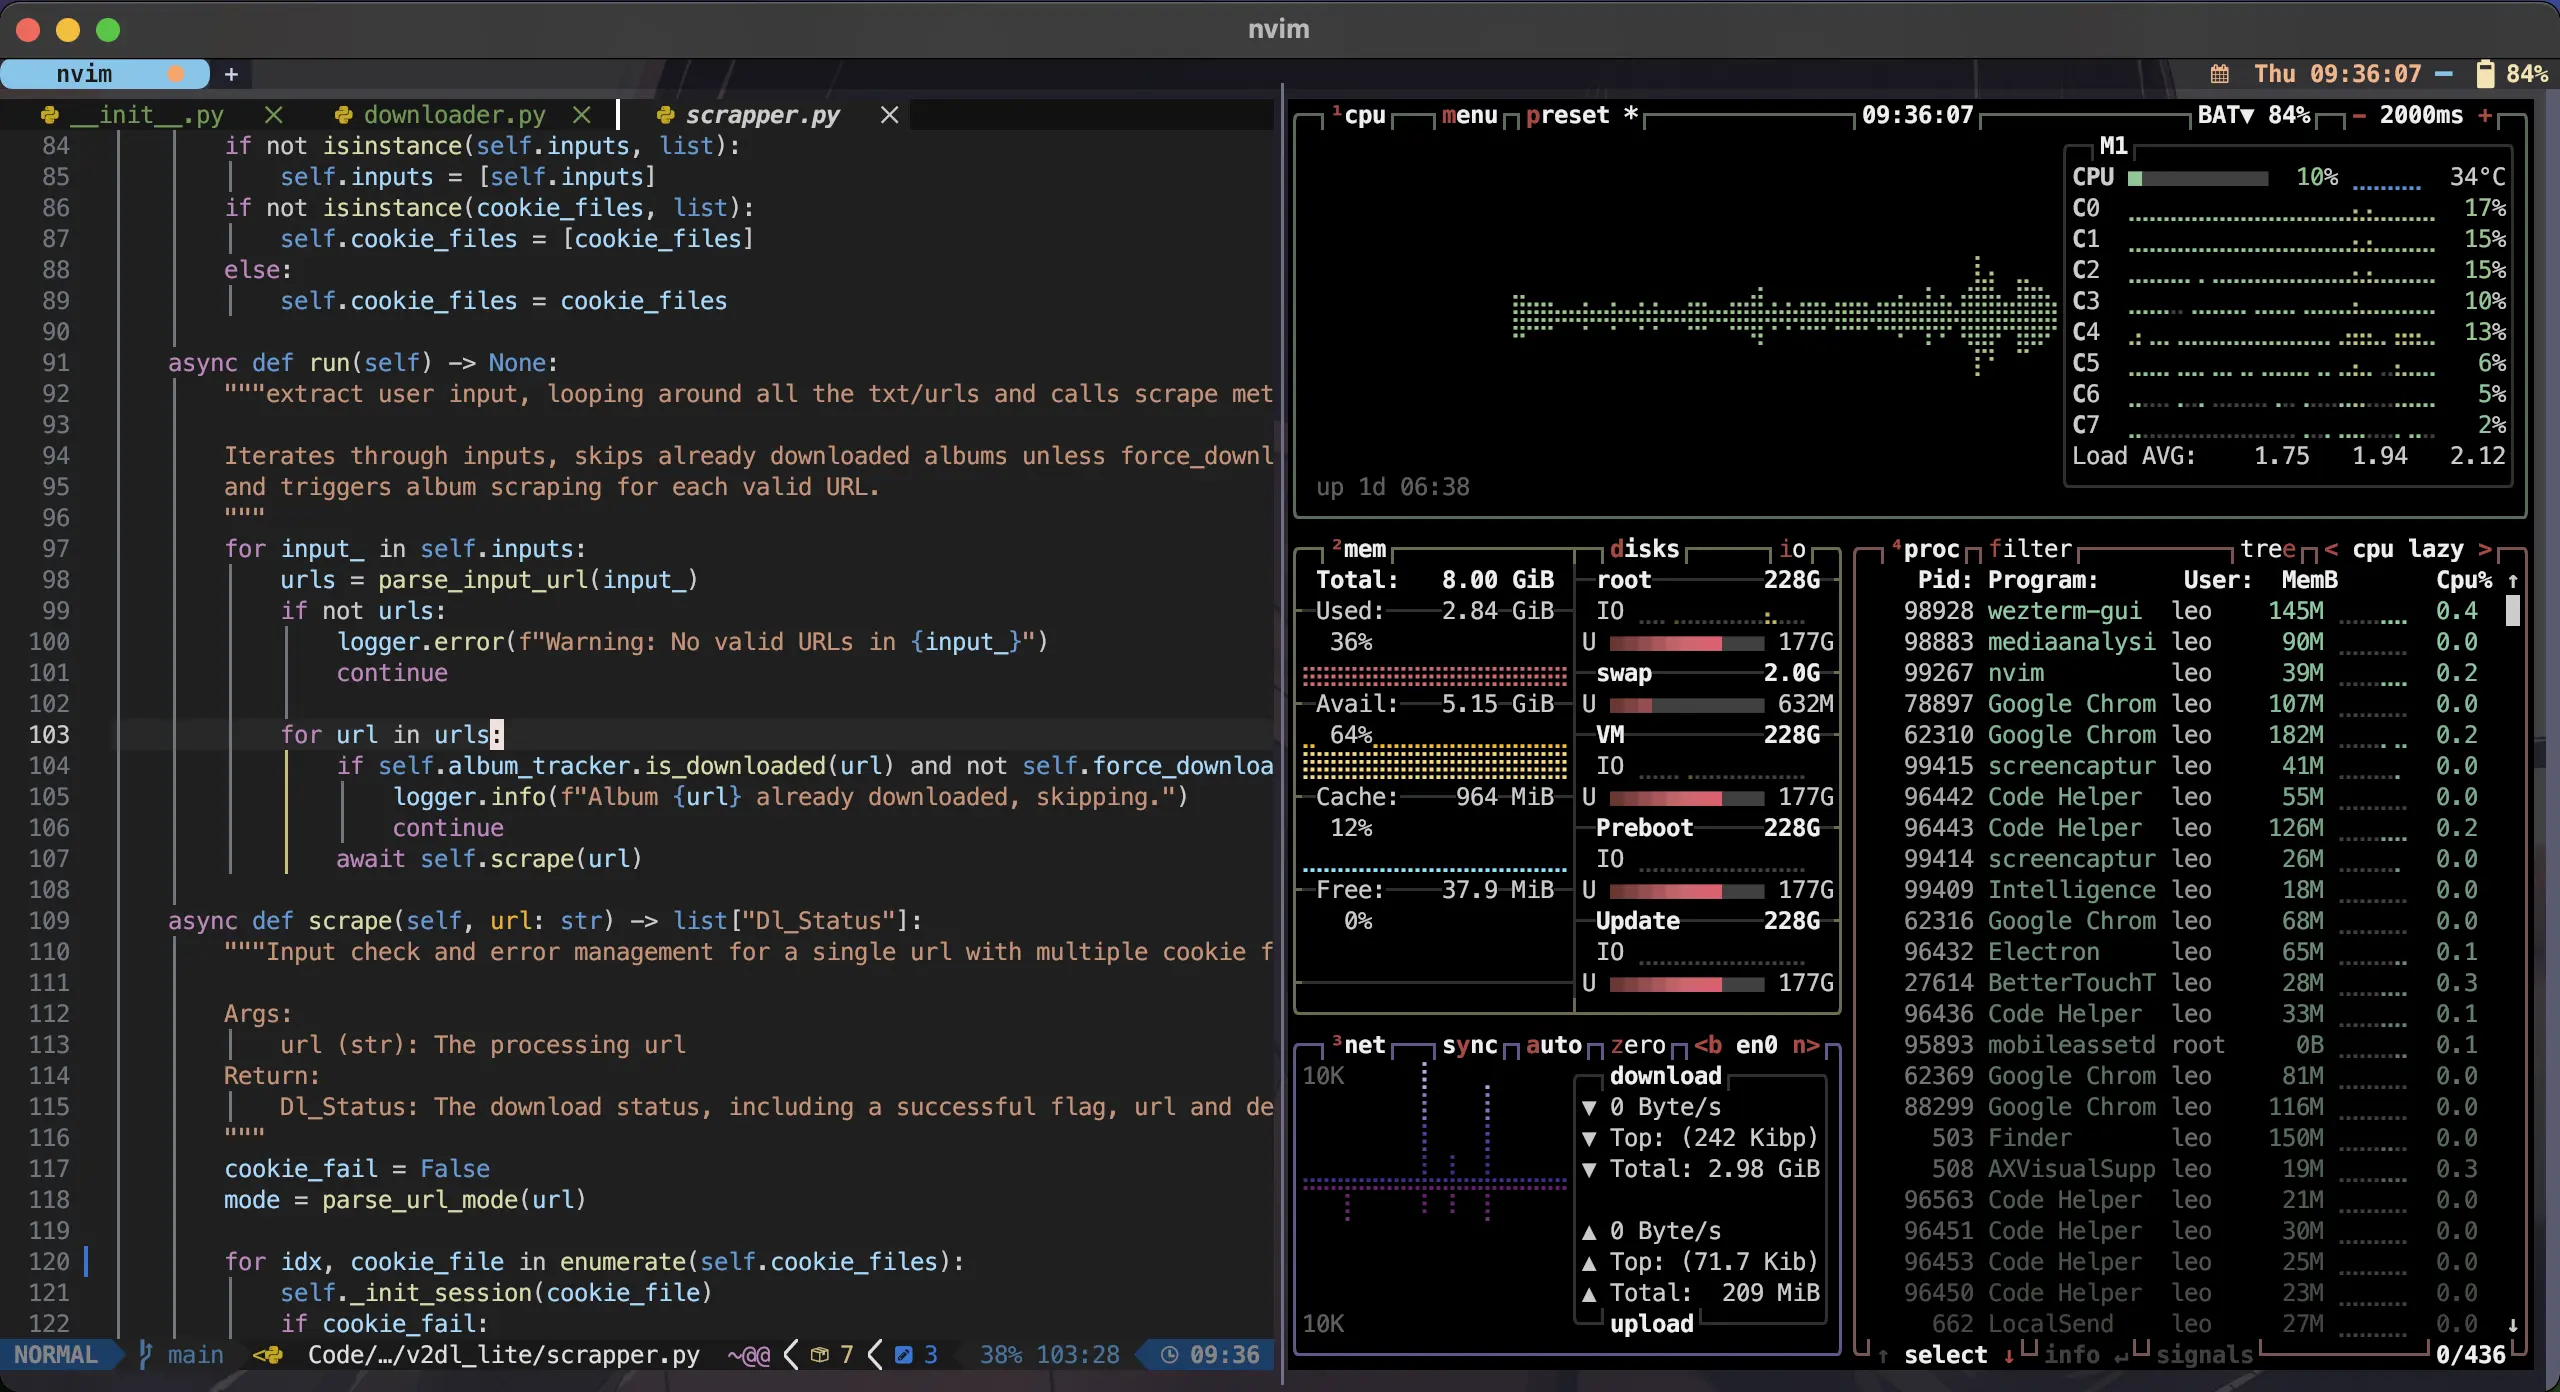 nvim
nvim +
Thu 09:36:07 84%
__init__.py downloader.py scrapper.py
84 if not isinstance(self.inputs, list):
85 self.inputs = [self.inputs]
86 if not isinstance(cookie_files, list):
87 self.cookie_files = [cookie_files]
88 else:
89 self.cookie_files = cookie_files
90
91 async def run(self) -> None:
92 """extract user input, looping around all the txt/urls and calls scrape met
93
94 Iterates through inputs, skips already downloaded albums unless force_downl
95 and triggers album scraping for each valid URL.
96 """
97 for input_ in self.inputs:
98 urls = parse_input_url(input_)
99 if not urls:
100 logger.error(f"Warning: No valid URLs in {input_}")
101 continue
102
103 for url in urls:
104 if self.album_tracker.is_downloaded(url) and not self.force_downloa
105 logger.info(f"Album {url} already downloaded, skipping.")
106 continue
107 await self.scrape(url)
108
109 async def scrape(self, url: str) -> list["Dl_Status"]:
110 """Input check and error management for a single url with multiple cookie f
111
112 Args:
113 url (str): The processing url
114 Return:
115 Dl_Status: The download status, including a successful flag, url and de
116 """
117 cookie_fail = False
118 mode = parse_url_mode(url)
119
120 for idx, cookie_file in enumerate(self.cookie_files):
121 self._init_session(cookie_file)
122 if cookie_fail:
NORMAL main Code/…/v2dl_lite/scrapper.py ~@@ 7 3 38% 103:28 09:36
¹cpu menu preset * 09:36:07 BAT▼ 84% - 2000ms +
M1
CPU 10% 34°C
C0 17%
C1 15%
C2 15%
C3 10%
C4 13%
C5 6%
C6 5%
C7 2%
Load AVG: 1.75 1.94 2.12
up 1d 06:38
²mem
Total: 8.00 GiB
Used: 2.84 GiB
36%
Avail: 5.15 GiB
64%
Cache: 964 MiB
12%
Free: 37.9 MiB
0%
disks io
root 228G
IO
U 177G
swap 2.0G
U 632M
VM 228G
IO
U 177G
Preboot 228G
IO
U 177G
Update 228G
IO
U 177G
³net sync auto zero <b en0 n>
10K
10K
download
▼ 0 Byte/s
▼ Top: (242 Kibp)
▼ Total: 2.98 GiB
▲ 0 Byte/s
▲ Top: (71.7 Kib)
▲ Total: 209 MiB
upload
⁴proc filter tree < cpu lazy >
Pid: Program: User: MemB Cpu% ↑
98928 wezterm-gui leo 145M 0.4
98883 mediaanalysi leo 90M 0.0
99267 nvim leo 39M 0.2
78897 Google Chrom leo 107M 0.0
62310 Google Chrom leo 182M 0.2
99415 screencaptur leo 41M 0.0
96442 Code Helper leo 55M 0.0
96443 Code Helper leo 126M 0.2
99414 screencaptur leo 26M 0.0
99409 Intelligence leo 18M 0.0
62316 Google Chrom leo 68M 0.0
96432 Electron leo 65M 0.1
27614 BetterTouchT leo 28M 0.3
96436 Code Helper leo 33M 0.1
95893 mobileassetd root 0B 0.1
62369 Google Chrom leo 81M 0.0
88299 Google Chrom leo 116M 0.0
503 Finder leo 150M 0.0
508 AXVisualSupp leo 19M 0.3
96563 Code Helper leo 21M 0.0
96451 Code Helper leo 30M 0.0
96453 Code Helper leo 25M 0.0
96450 Code Helper leo 23M 0.0
662 LocalSend leo 27M 0.0 ↓
↑ select ↓ info ↵ signals 0/436